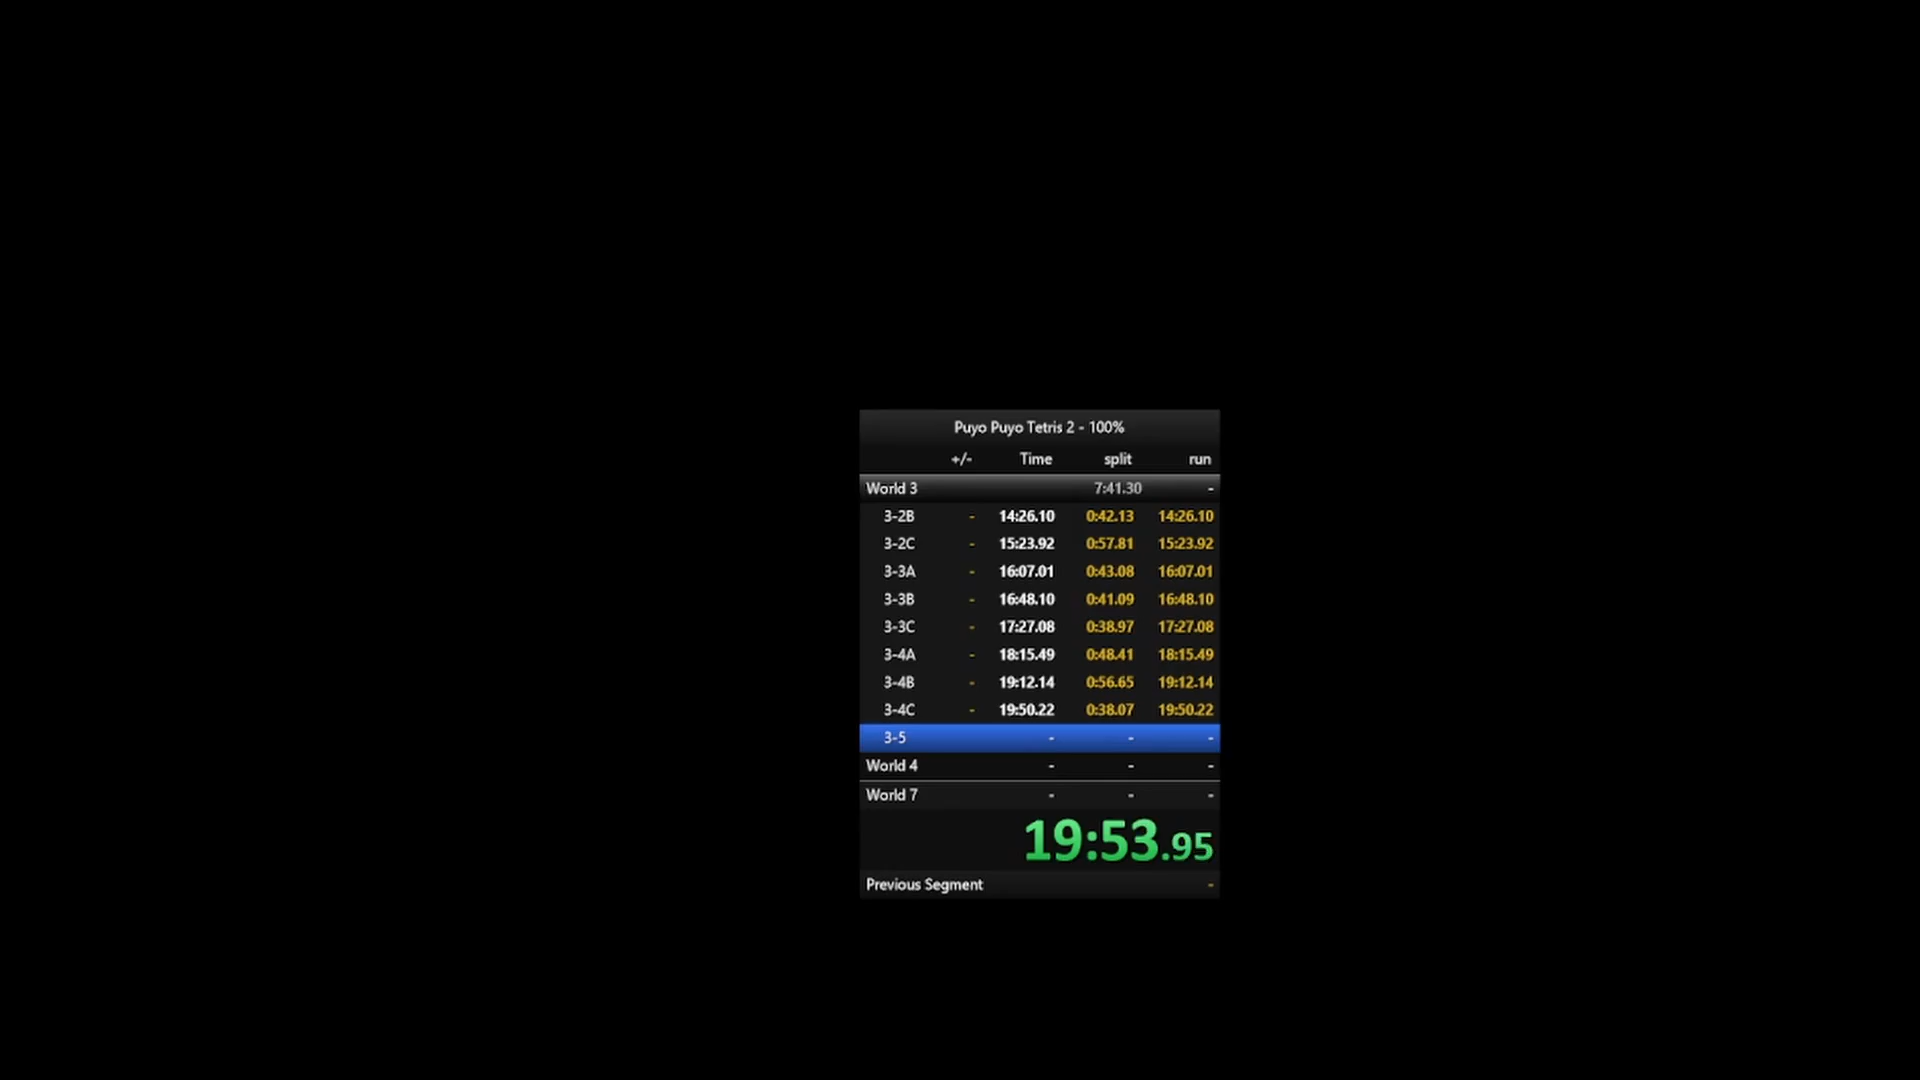 Puyo Puyo Tetris 2 - 100%
+/- Time split run
World 3 7:41.30 -
3-2B - 14:26.10 0:42.13 14:26.10
3-2C - 15:23.92 0:57.81 15:23.92
3-3A - 16:07.01 0:43.08 16:07.01
3-3B - 16:48.10 0:41.09 16:48.10
3-3C - 17:27.08 0:38.97 17:27.08
3-4A - 18:15.49 0:48.41 18:15.49
3-4B - 19:12.14 0:56.65 19:12.14
3-4C - 19:50.22 0:38.07 19:50.22
3-5 - - -
World 4 - - -
World 7 - - -
19:53.95
Previous Segment -